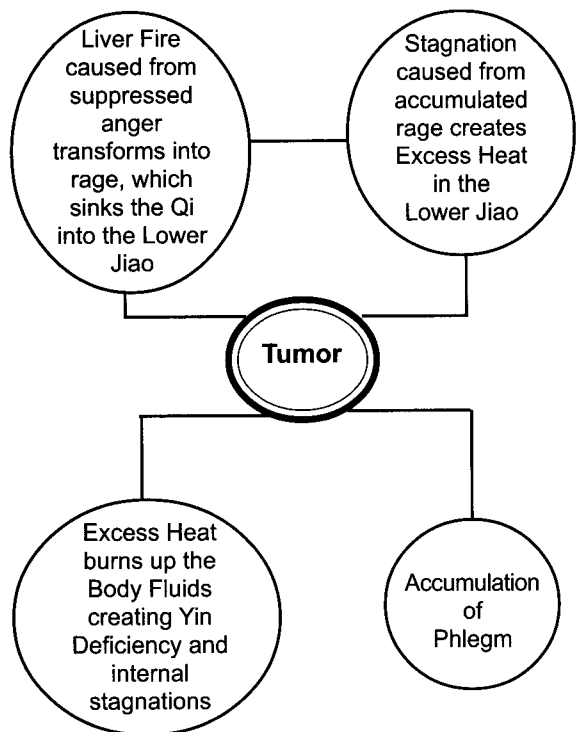 Liver Fire
caused from
suppressed
anger
transforms into
rage, which
sinks the Qi
into the Lower
Jiao
Stagnation
caused from
accumulated
rage creates
Excess Heat
in the
Lower Jiao
Tumor
Excess Heat
burns up the
Body Fluids
creating Yin
Deficiency and
internal
stagnations
Accumulation
of
Phlegm